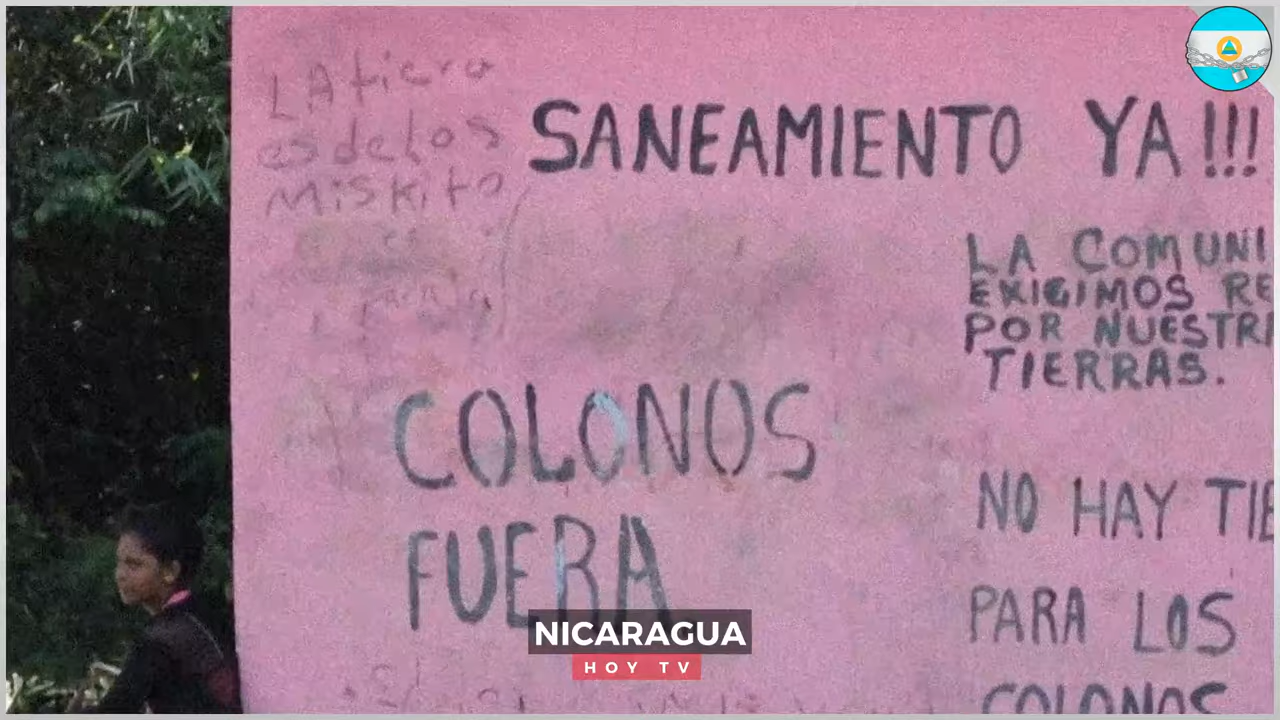 LA tiera
es de los
MiSKito
SANEAMIENTO YA!!!
LA COMUNI
EXIGIMOS RE
POR NUESTR
TIERRAS.
COLONOS
FUERA
NO HAY TIE
PARA LOS
COLONOS
NICARAGUA
HOY TV